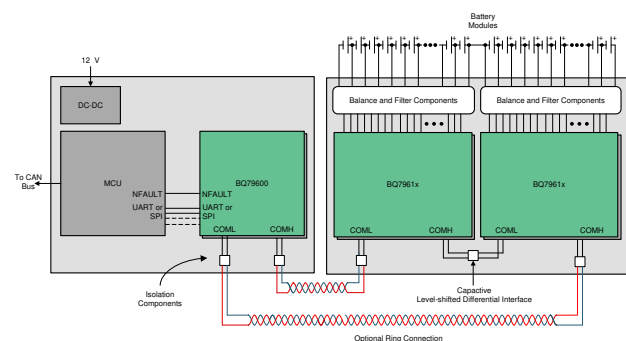 Battery
Modules
12 V
DC-DC
Balance and Filter Components
Balance and Filter Components
To CAN
Bus
MCU
NFAULT
UART or
SPI
BQ79600
NFAULT
UART or
SPI
COML
COMH
BQ7961x
COML
COMH
BQ7961x
COML
COMH
Isolation
Components
Capactive
Level-shifted Differential Interface
Optional Ring Connection